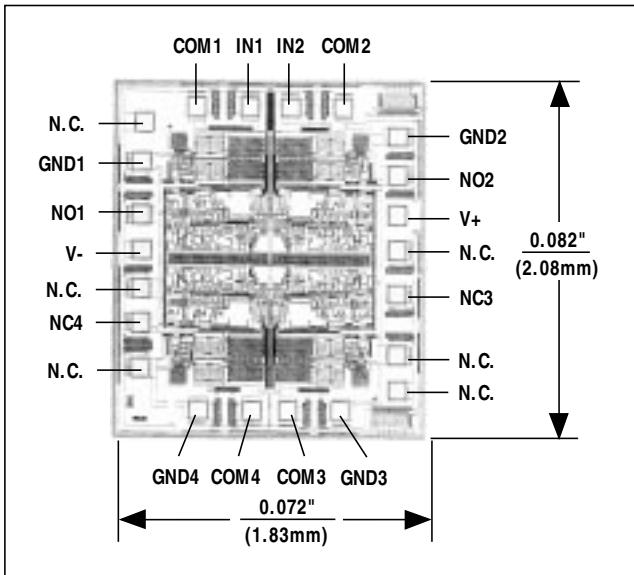 COM1 IN1 IN2 COM2
N.C.
GND1
NO1
V-
N.C.
NC4
N.C.
GND2
NO2
V+
N.C.
NC3
N.C.
N.C.
0.082"
(2.08mm)
GND4 COM4 COM3 GND3
0.072"
(1.83mm)